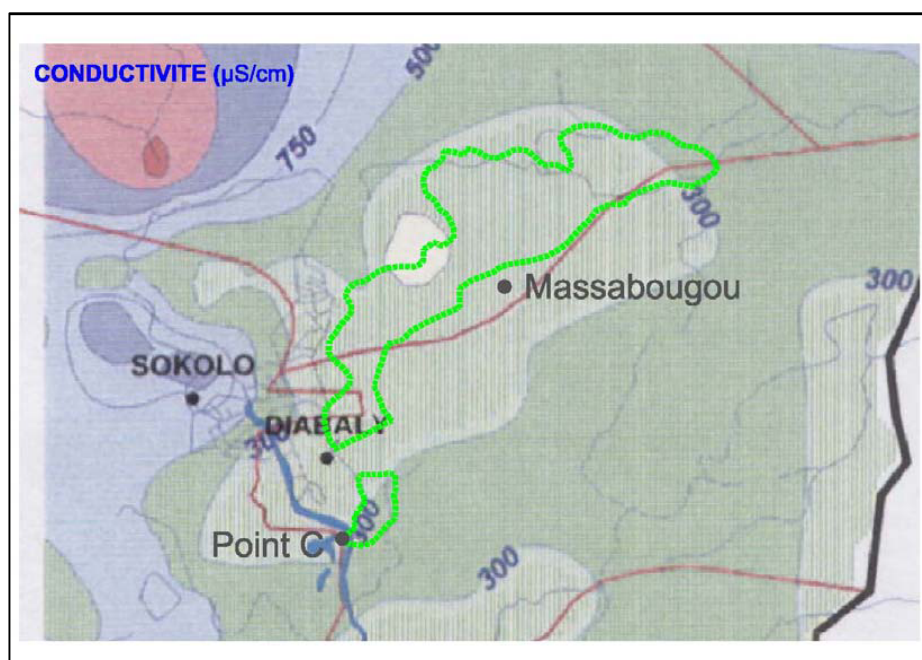 CONDUCTIVITE (µS/cm)
500
750
300
300
Massabougou
SOKOLO
DIABALY
300
300
Point C
300